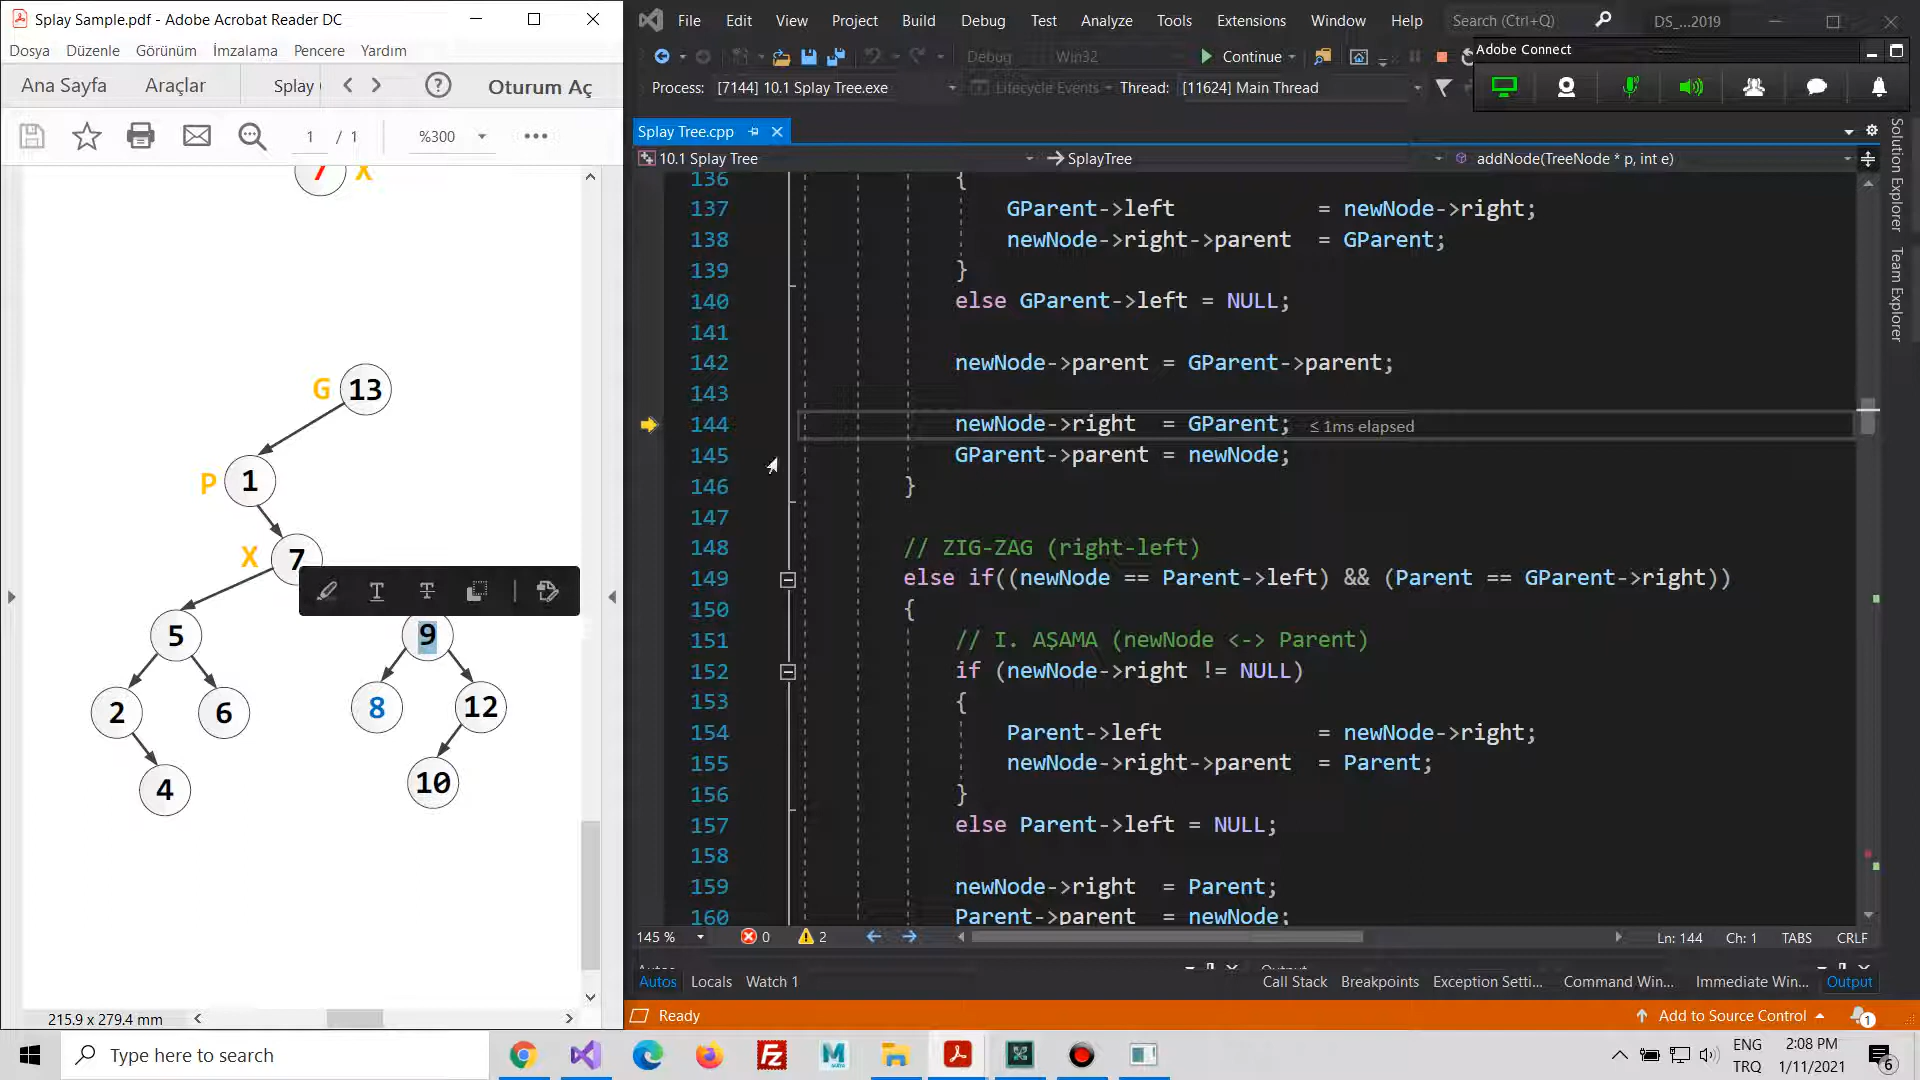 Splay Sample.pdf - Adobe Acrobat Reader DC
Dosya Düzenle Görünüm İmzalama Pencere Yardım
Ana Sayfa Araçlar Splay Oturum Aç
1 / 1 %300
7 X
G 13
P 1
X 7
5 9
2 6 8 12
4 10
215.9 x 279.4 mm
File Edit View Project Build Debug Test Analyze Tools Extensions Window Help Search (Ctrl+Q) DS_...2019
Debug Win32 Continue
Adobe Connect
Process: [7144] 10.1 Splay Tree.exe Lifecycle Events Thread: [11624] Main Thread
Splay Tree.cpp
10.1 Splay Tree SplayTree addNode(TreeNode * p, int e)
Solution Explorer
Team Explorer
136 {
137 GParent->left = newNode->right;
138 newNode->right->parent = GParent;
139 }
140 else GParent->left = NULL;
141
142 newNode->parent = GParent->parent;
143
144 newNode->right = GParent; ≤ 1ms elapsed
145 GParent->parent = newNode;
146 }
147
148 // ZIG-ZAG (right-left)
149 else if((newNode == Parent->left) && (Parent == GParent->right))
150 {
151 // I. AŞAMA (newNode <-> Parent)
152 if (newNode->right != NULL)
153 {
154 Parent->left = newNode->right;
155 newNode->right->parent = Parent;
156 }
157 else Parent->left = NULL;
158
159 newNode->right = Parent;
160 Parent->parent = newNode;
145 % 0 2 Ln: 144 Ch: 1 TABS CRLF
Autos Output
Autos Locals Watch 1 Call Stack Breakpoints Exception Setti... Command Win... Immediate Win... Output
Ready Add to Source Control 1
Type here to search
ENG 2:08 PM
TRQ 1/11/2021 6